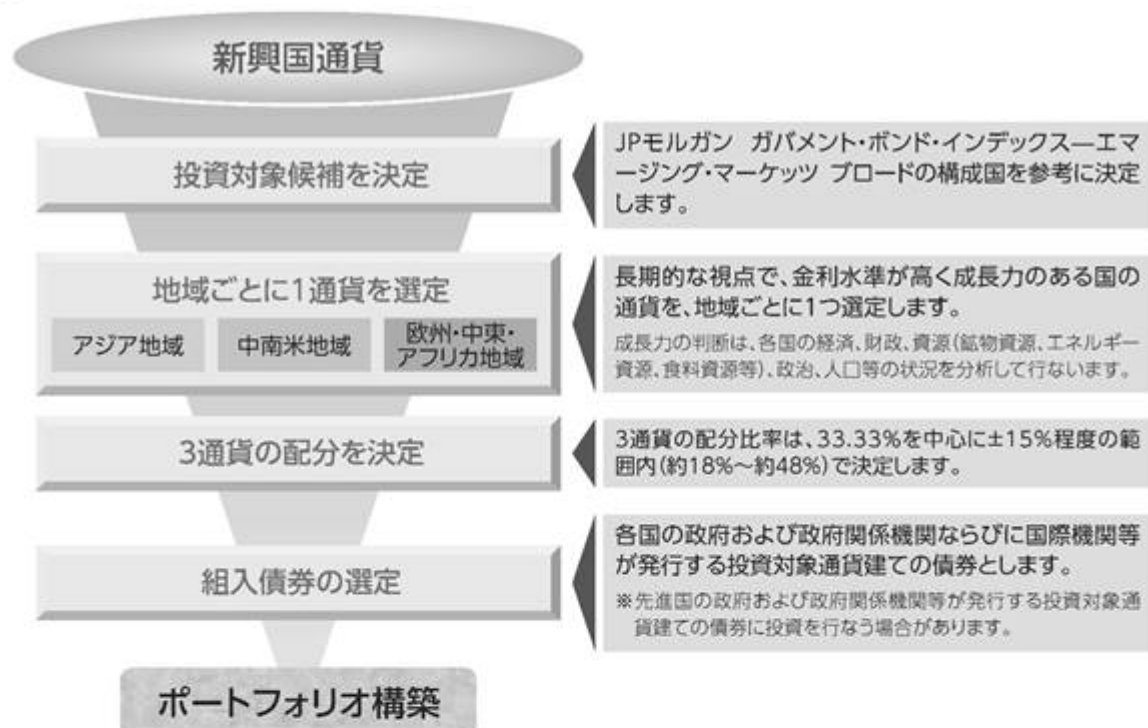 新興国通貨
投資対象候補を決定
JPモルガン ガバメント・ボンド・インデックス―エマ
ージング・マーケッツ ブロードの構成国を参考に決定
します。
地域ごとに1通貨を選定
アジア地域
中南米地域
欧州・中東・
アフリカ地域
長期的な視点で、金利水準が高く成長力のある国の
通貨を、地域ごとに1つ選定します。
成長力の判断は、各国の経済、財政、資源(鉱物資源、エネルギー
資源、食料資源等)、政治、人口等の状況を分析して行ないます。
3通貨の配分を決定
3通貨の配分比率は、33.33%を中心に±15%程度の範
囲内(約18%～約48%)で決定します。
組入債券の選定
各国の政府および政府関係機関ならびに国際機関等
が発行する投資対象通貨建ての債券とします。
※先進国の政府および政府関係機関等が発行する投資対象通
貨建ての債券に投資を行なう場合があります。
ポートフォリオ構築